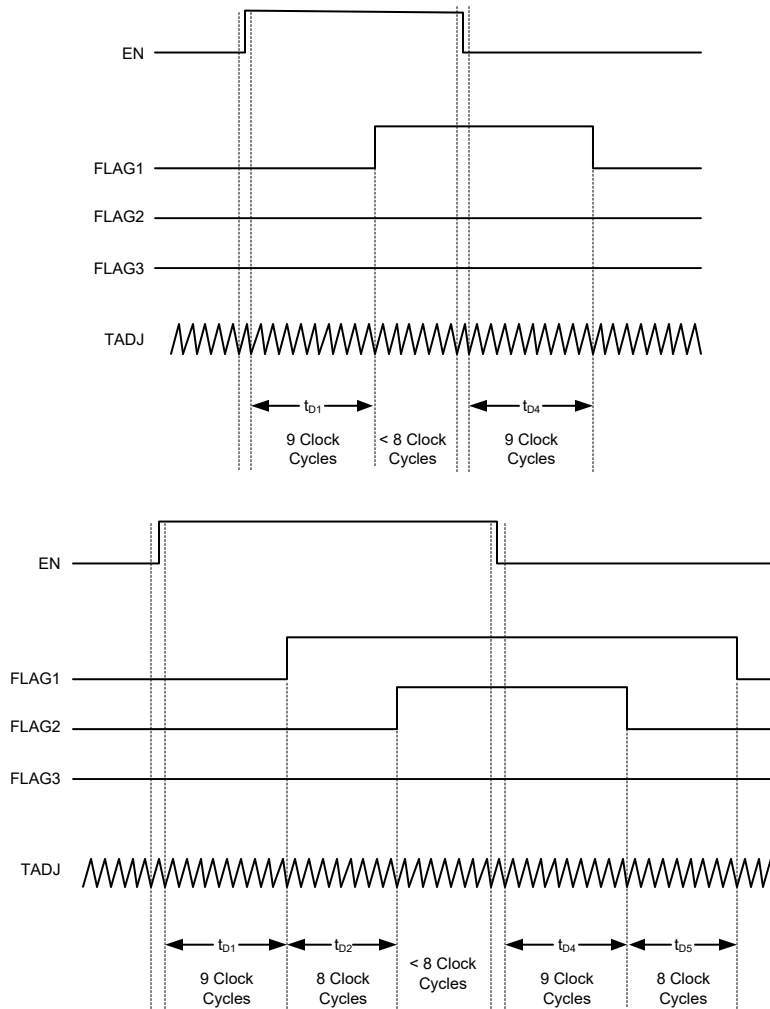 EN
FLAG1
FLAG2
FLAG3
TADJ
tD1
tD4
9 Clock
Cycles
< 8 Clock
Cycles
9 Clock
Cycles
EN
FLAG1
FLAG2
FLAG3
TADJ
tD1
tD2
tD4
tD5
9 Clock
Cycles
8 Clock
Cycles
< 8 Clock
Cycles
9 Clock
Cycles
8 Clock
Cycles